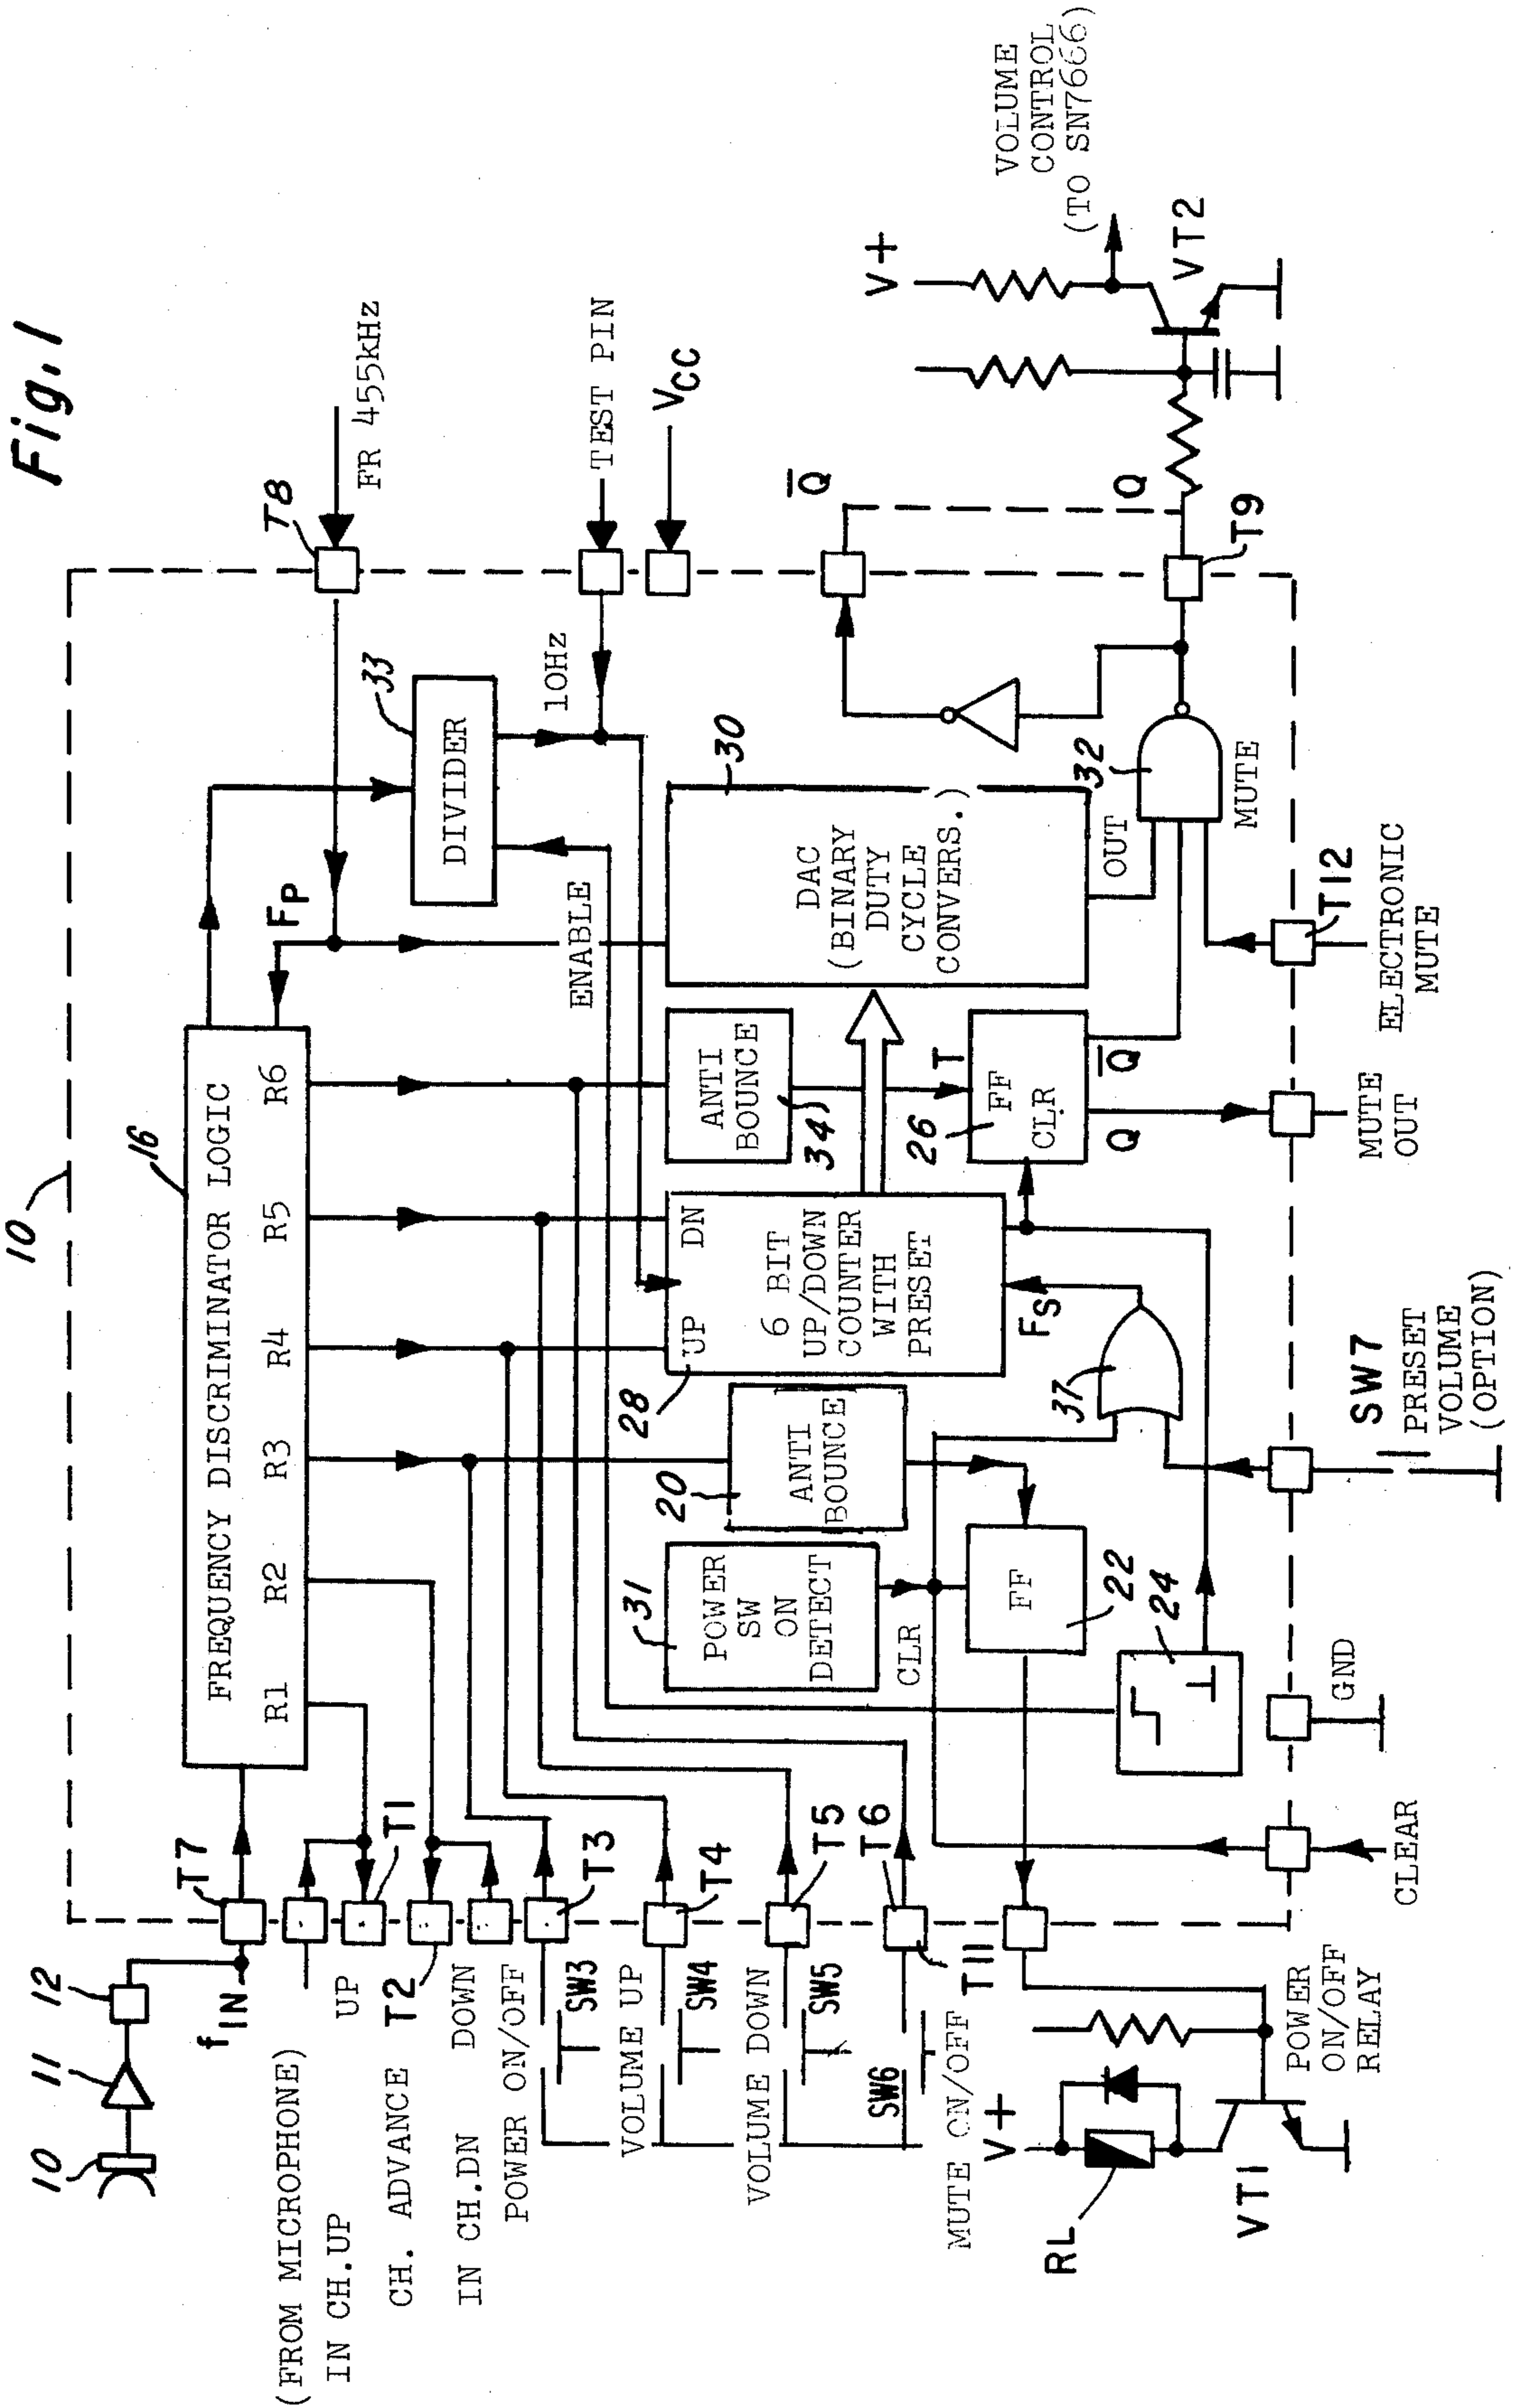 Fig. 1
10
10
11
12
fIN
(FROM MICROPHONE)
T7
16
FREQUENCY DISCRIMINATOR LOGIC
R1
R2
R3
R4
R5
R6
FP
T8
FR 455kHz
IN CH.UP
UP
T1
CH. ADVANCE
T2
IN CH.DN
DOWN
POWER ON/OFF
SW3
T3
VOLUME UP
SW4
T4
VOLUME DOWN
SW5
T5
SW6
T6
MUTE ON/OFF
T11
33
DIVIDER
10Hz
TEST PIN
VCC
ENABLE
31
POWER
SW
ON
DETECT
CLR
20
ANTI
BOUNCE
28
UP
DN
6 BIT
UP/DOWN
COUNTER
WITH
PRESET
34
ANTI
BOUNCE
30
DAC
(BINARY
DUTY
CYCLE
CONVERS.)
OUT
FF
22
24
37
FS
26
T
FF
CLR
Q
Q̅
32
MUTE
Q̅
Q
T9
V+
VT2
VOLUME
CONTROL
(TO SN7666)
V+
RL
VT1
POWER
ON/OFF
RELAY
CLEAR
GND
SW7
PRESET
VOLUME
(OPTION)
MUTE
OUT
T12
ELECTRONIC
MUTE